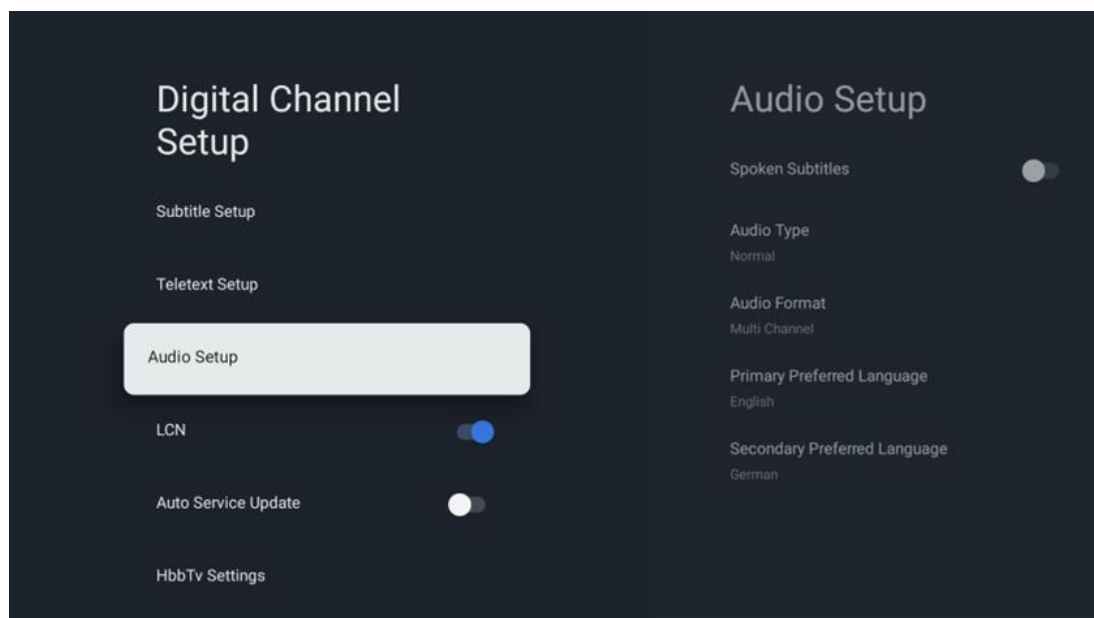 Digital Channel
Setup
Subtitle Setup
Teletext Setup
Audio Setup
LCN
Auto Service Update
HbbTv Settings
Audio Setup
Spoken Subtitles
Audio Type
Normal
Audio Format
Multi Channel
Primary Preferred Language
English
Secondary Preferred Language
German